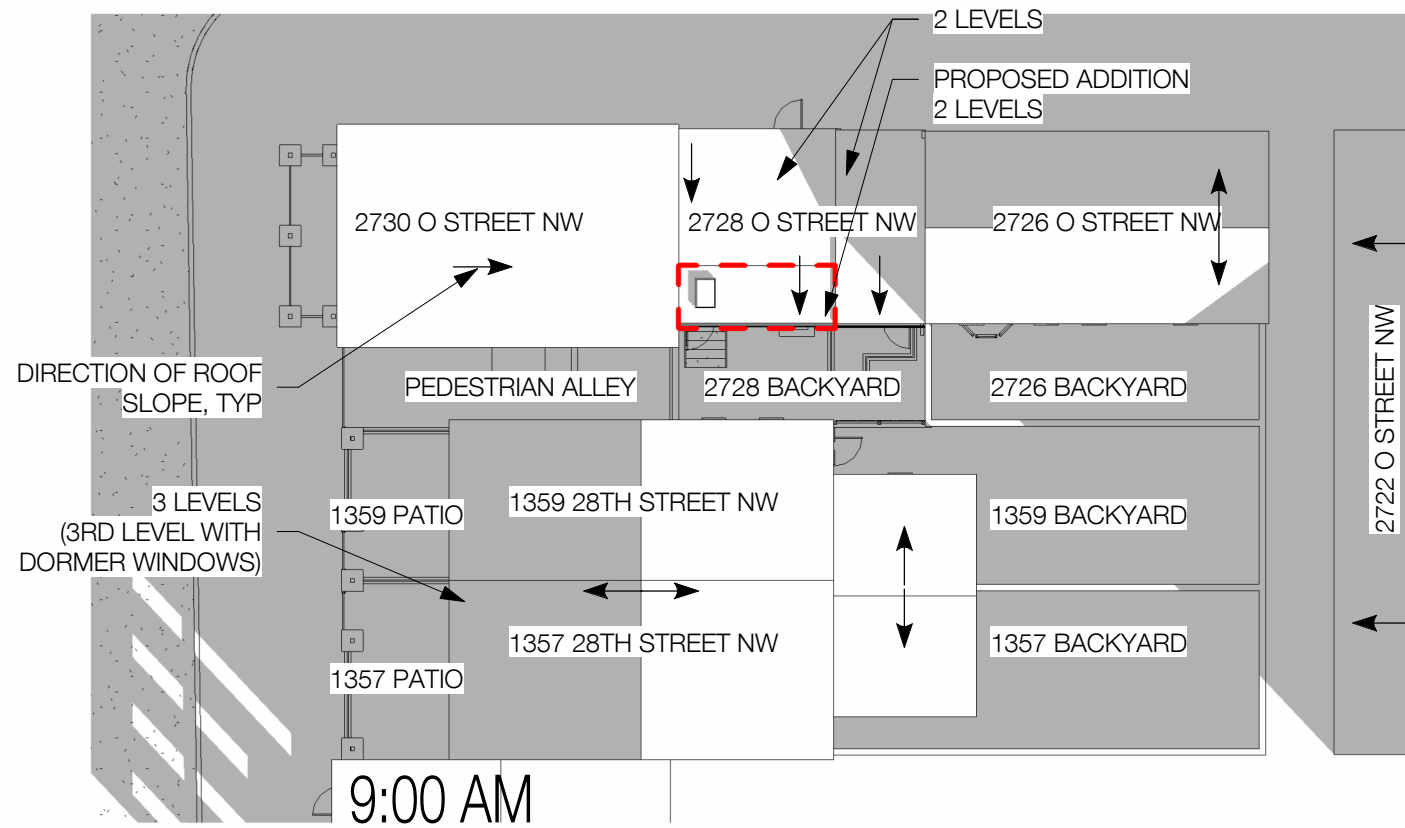 2 LEVELS
PROPOSED ADDITION
2 LEVELS
2730 O STREET NW
2728 O STREET NW
2726 O STREET NW
DIRECTION OF ROOF
SLOPE, TYP
PEDESTRIAN ALLEY
2728 BACKYARD
2726 BACKYARD
2722 O STREET NW
3 LEVELS
(3RD LEVEL WITH
DORMER WINDOWS)
1359 PATIO
1359 28TH STREET NW
1359 BACKYARD
1357 28TH STREET NW
1357 BACKYARD
1357 PATIO
9:00 AM